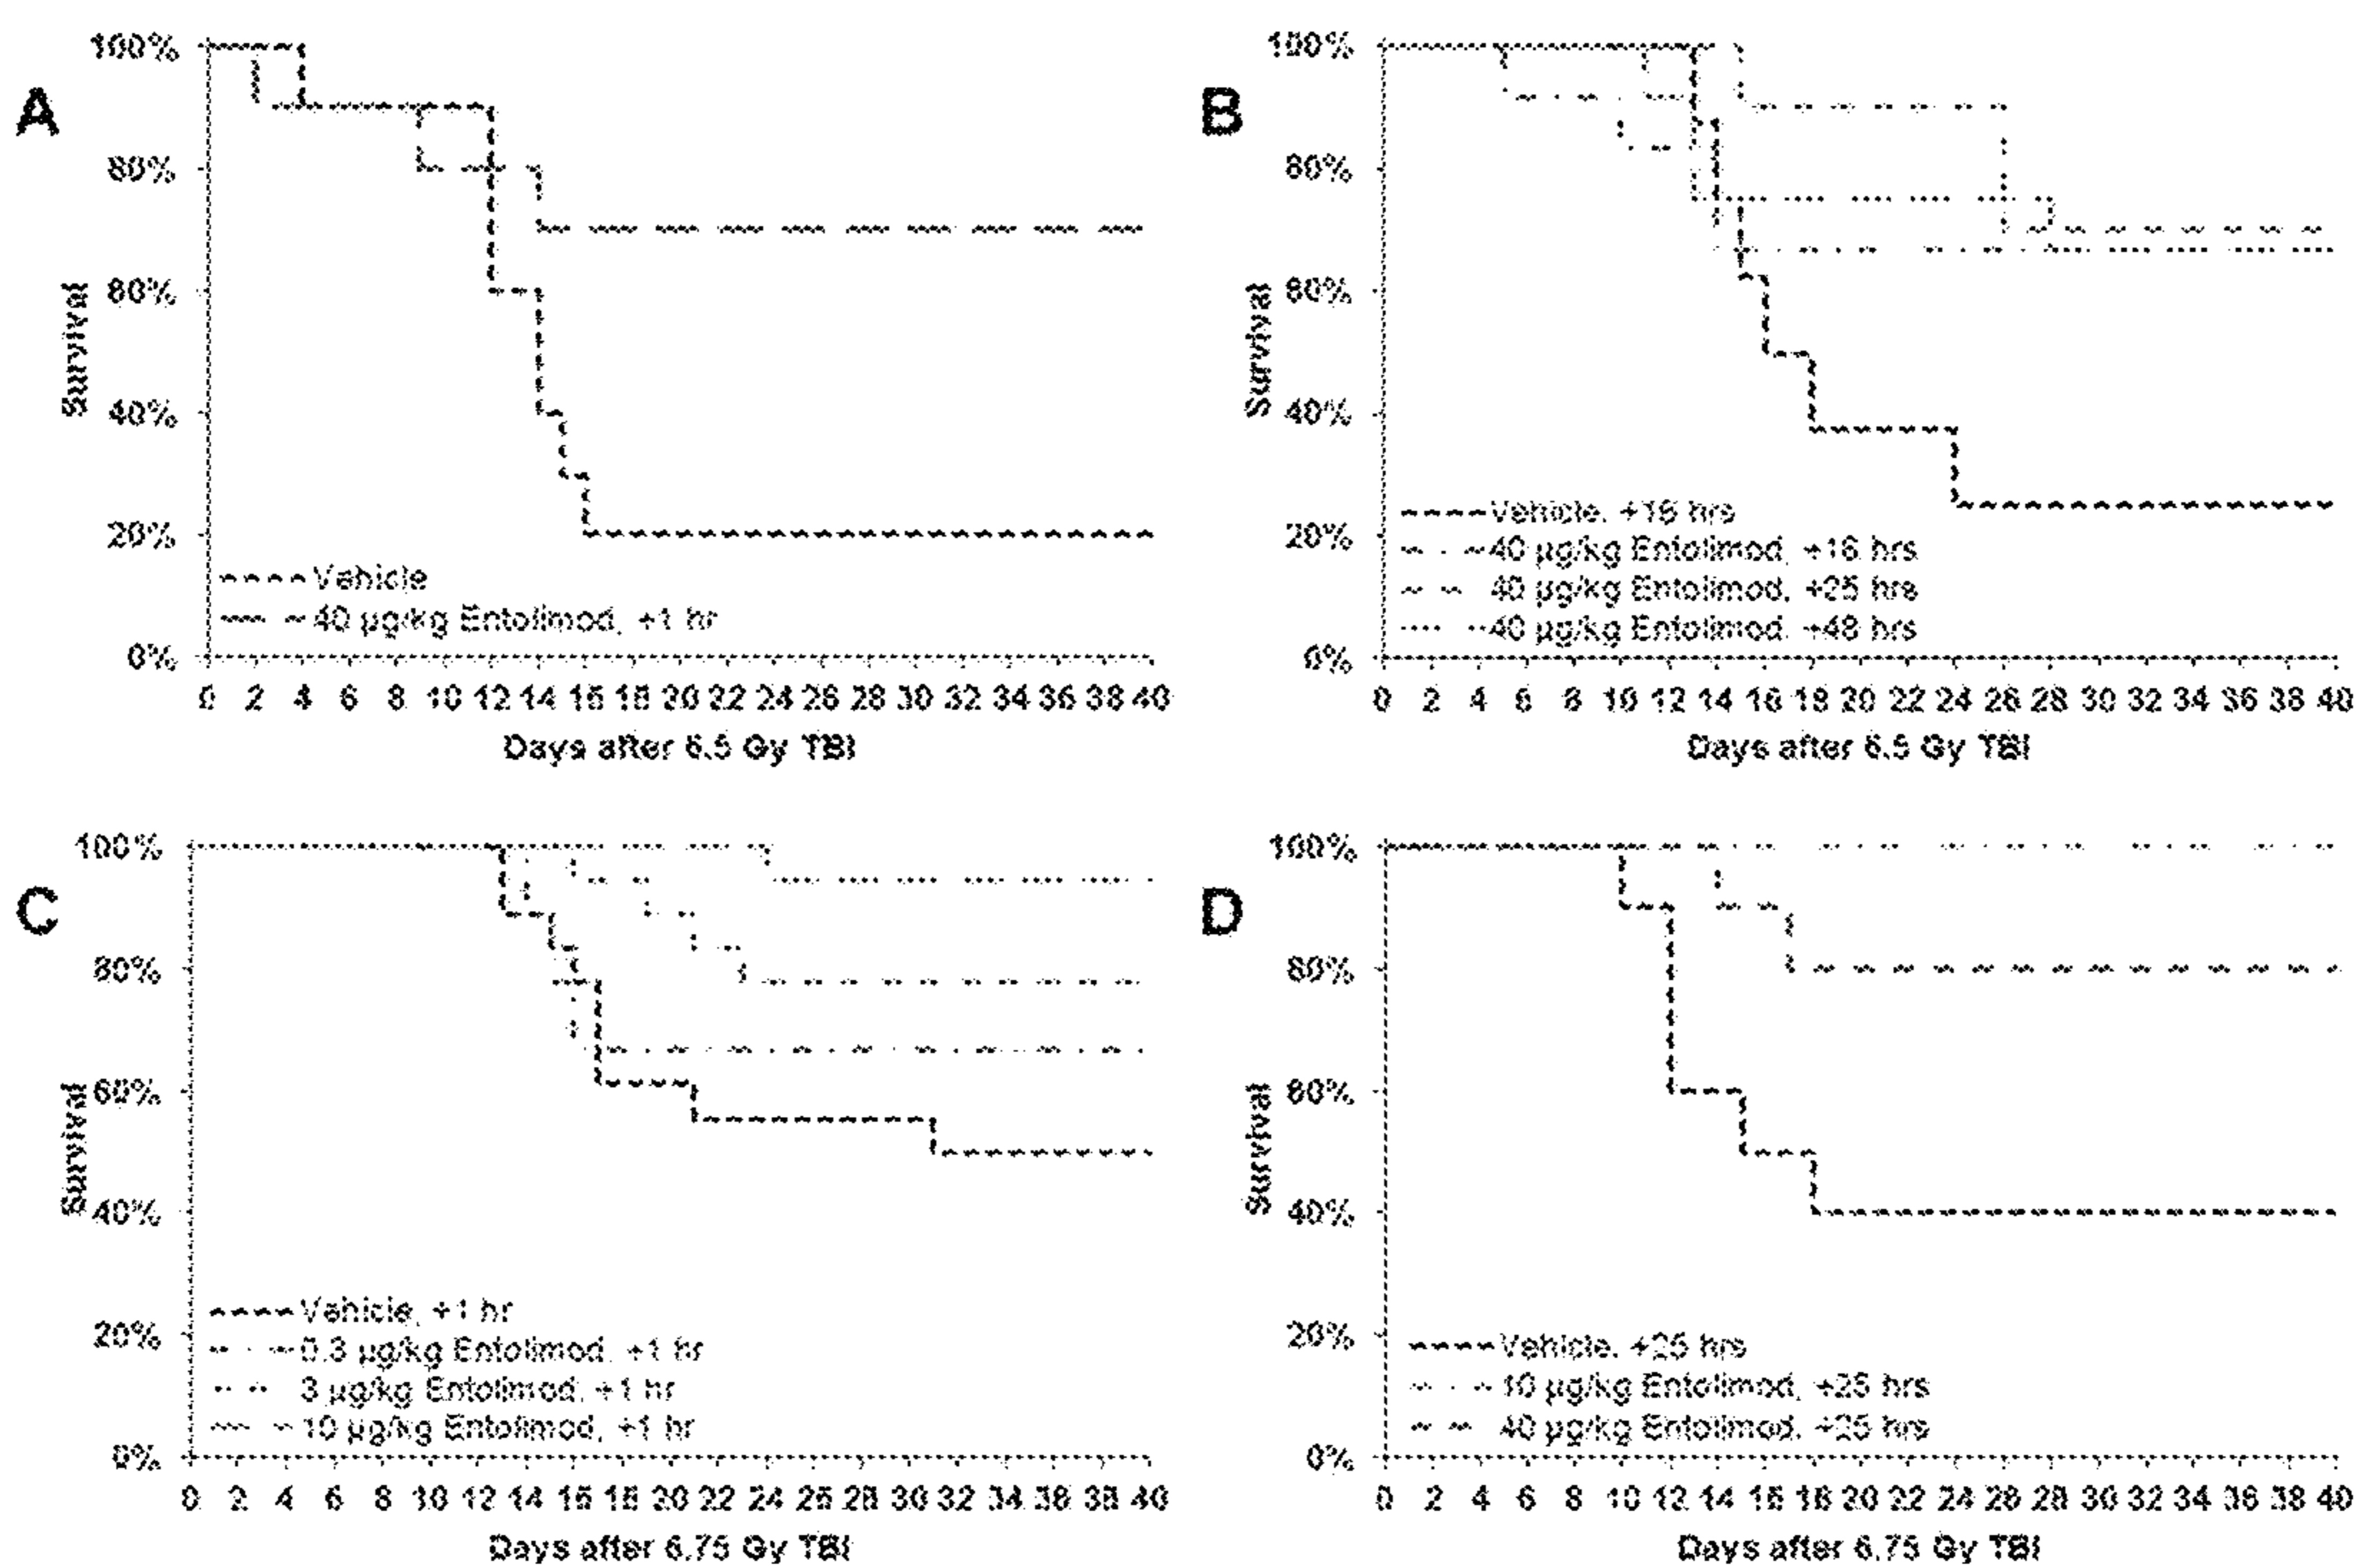 A
100%
80%
60%
40%
20%
0%
Survival
Vehicle
40 µg/kg Entolimod, +1 hr
0 2 4 6 8 10 12 14 16 18 20 22 24 26 28 30 32 34 36 38 40
Days after 6.5 Gy TBI
B
100%
80%
60%
40%
20%
0%
Survival
Vehicle, +16 hrs
40 µg/kg Entolimod, +16 hrs
40 µg/kg Entolimod, +25 hrs
40 µg/kg Entolimod, +48 hrs
0 2 4 6 8 10 12 14 16 18 20 22 24 26 28 30 32 34 36 38 40
Days after 6.5 Gy TBI
C
100%
80%
60%
40%
20%
0%
Survival
Vehicle, +1 hr
0.3 µg/kg Entolimod, +1 hr
3 µg/kg Entolimod, +1 hr
10 µg/kg Entolimod, +1 hr
0 2 4 6 8 10 12 14 16 18 20 22 24 26 28 30 32 34 36 38 40
Days after 6.75 Gy TBI
D
100%
80%
60%
40%
20%
0%
Survival
Vehicle, +25 hrs
10 µg/kg Entolimod, +25 hrs
40 µg/kg Entolimod, +25 hrs
0 2 4 6 8 10 12 14 16 18 20 22 24 26 28 30 32 34 36 38 40
Days after 6.75 Gy TBI